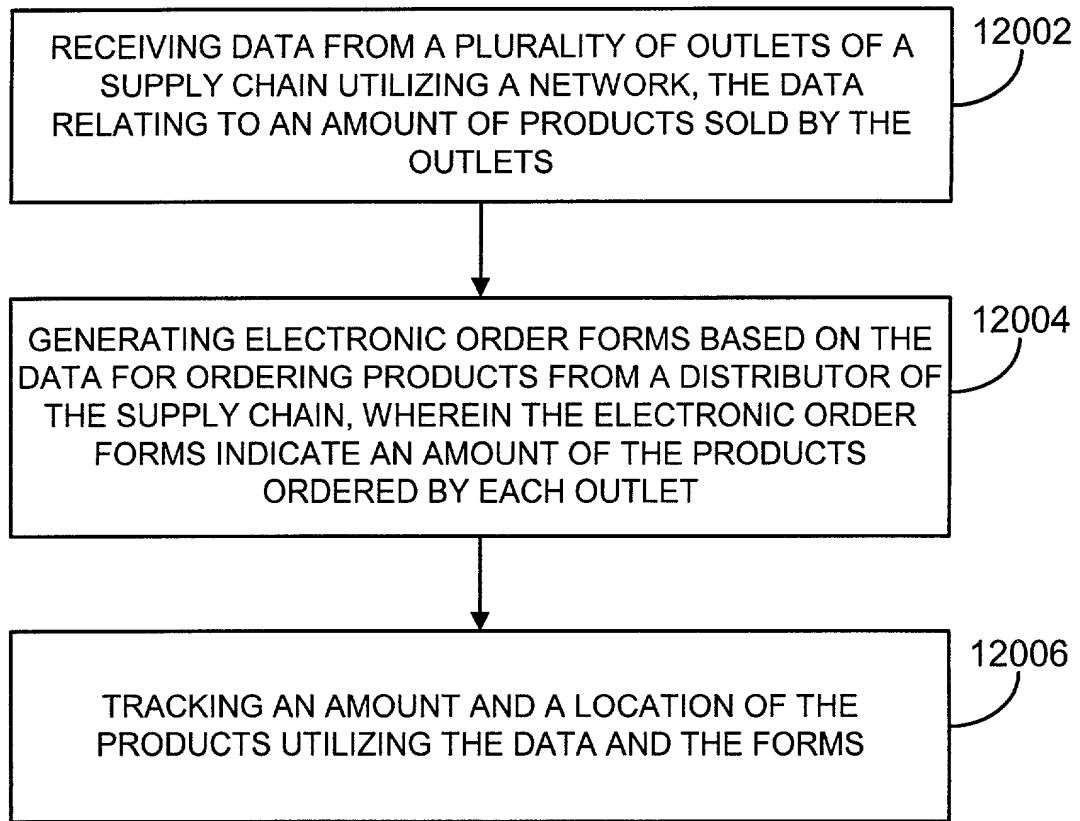 RECEIVING DATA FROM A PLURALITY OF OUTLETS OF A
SUPPLY CHAIN UTILIZING A NETWORK, THE DATA
RELATING TO AN AMOUNT OF PRODUCTS SOLD BY THE
OUTLETS
12002
GENERATING ELECTRONIC ORDER FORMS BASED ON THE
DATA FOR ORDERING PRODUCTS FROM A DISTRIBUTOR OF
THE SUPPLY CHAIN, WHEREIN THE ELECTRONIC ORDER
FORMS INDICATE AN AMOUNT OF THE PRODUCTS
ORDERED BY EACH OUTLET
12004
TRACKING AN AMOUNT AND A LOCATION OF THE
PRODUCTS UTILIZING THE DATA AND THE FORMS
12006